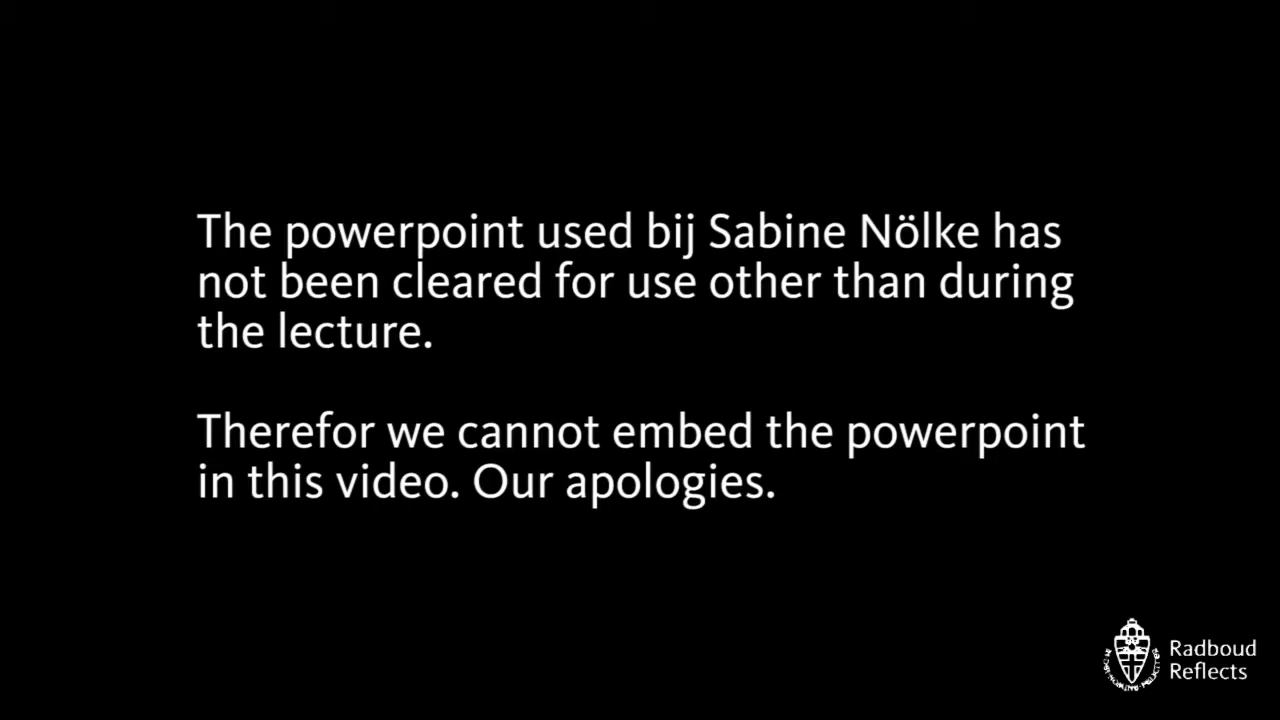 The powerpoint used bij Sabine Nölke has
not been cleared for use other than during
the lecture.
Therefor we cannot embed the powerpoint
in this video. Our apologies.
Radboud
Reflects